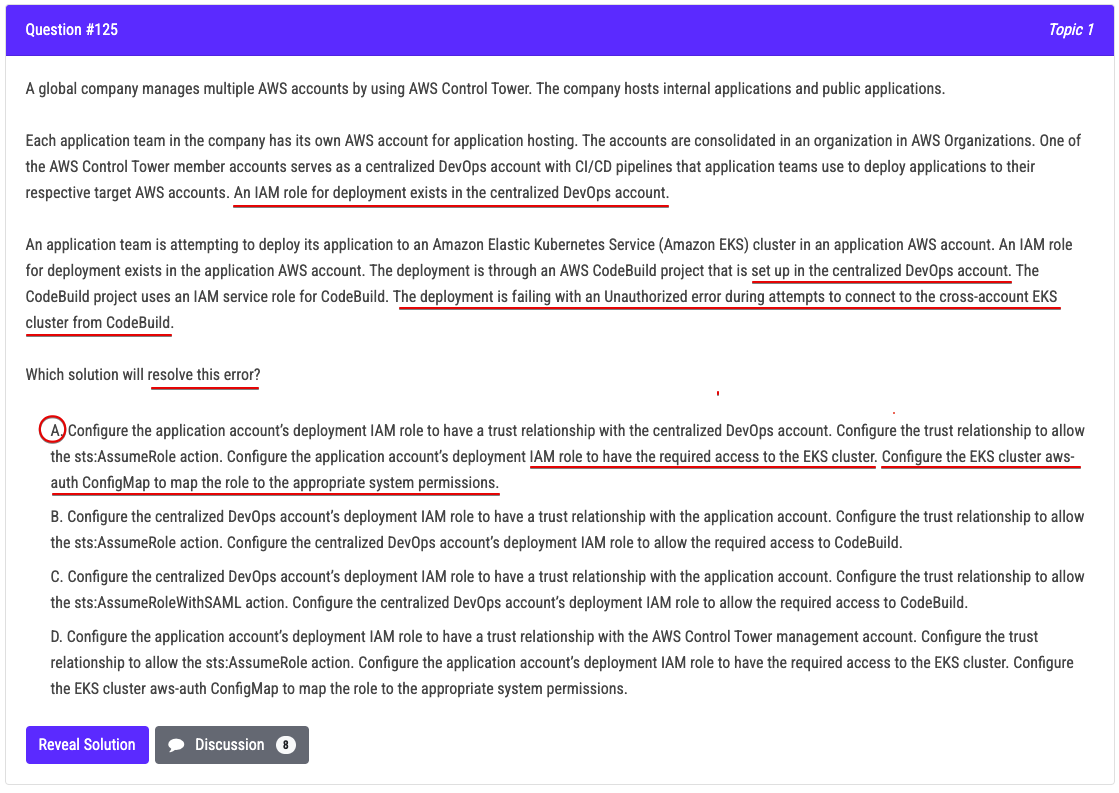 Question #125
Topic 1
A global company manages multiple AWS accounts by using AWS Control Tower. The company hosts internal applications and public applications.
Each application team in the company has its own AWS account for application hosting. The accounts are consolidated in an organization in AWS Organizations. One of
the AWS Control Tower member accounts serves as a centralized DevOps account with CI/CD pipelines that application teams use to deploy applications to their
respective target AWS accounts. An IAM role for deployment exists in the centralized DevOps account.
An application team is attempting to deploy its application to an Amazon Elastic Kubernetes Service (Amazon EKS) cluster in an application AWS account. An IAM role
for deployment exists in the application AWS account. The deployment is through an AWS CodeBuild project that is set up in the centralized DevOps account. The
CodeBuild project uses an IAM service role for CodeBuild. The deployment is failing with an Unauthorized error during attempts to connect to the cross-account EKS
cluster from CodeBuild.
Which solution will resolve this error?
A. Configure the application account’s deployment IAM role to have a trust relationship with the centralized DevOps account. Configure the trust relationship to allow
the sts:AssumeRole action. Configure the application account’s deployment IAM role to have the required access to the EKS cluster. Configure the EKS cluster aws-
auth ConfigMap to map the role to the appropriate system permissions.
B. Configure the centralized DevOps account’s deployment IAM role to have a trust relationship with the application account. Configure the trust relationship to allow
the sts:AssumeRole action. Configure the centralized DevOps account’s deployment IAM role to allow the required access to CodeBuild.
C. Configure the centralized DevOps account’s deployment IAM role to have a trust relationship with the application account. Configure the trust relationship to allow
the sts:AssumeRoleWithSAML action. Configure the centralized DevOps account’s deployment IAM role to allow the required access to CodeBuild.
D. Configure the application account’s deployment IAM role to have a trust relationship with the AWS Control Tower management account. Configure the trust
relationship to allow the sts:AssumeRole action. Configure the application account’s deployment IAM role to have the required access to the EKS cluster. Configure
the EKS cluster aws-auth ConfigMap to map the role to the appropriate system permissions.
Reveal Solution
Discussion 8